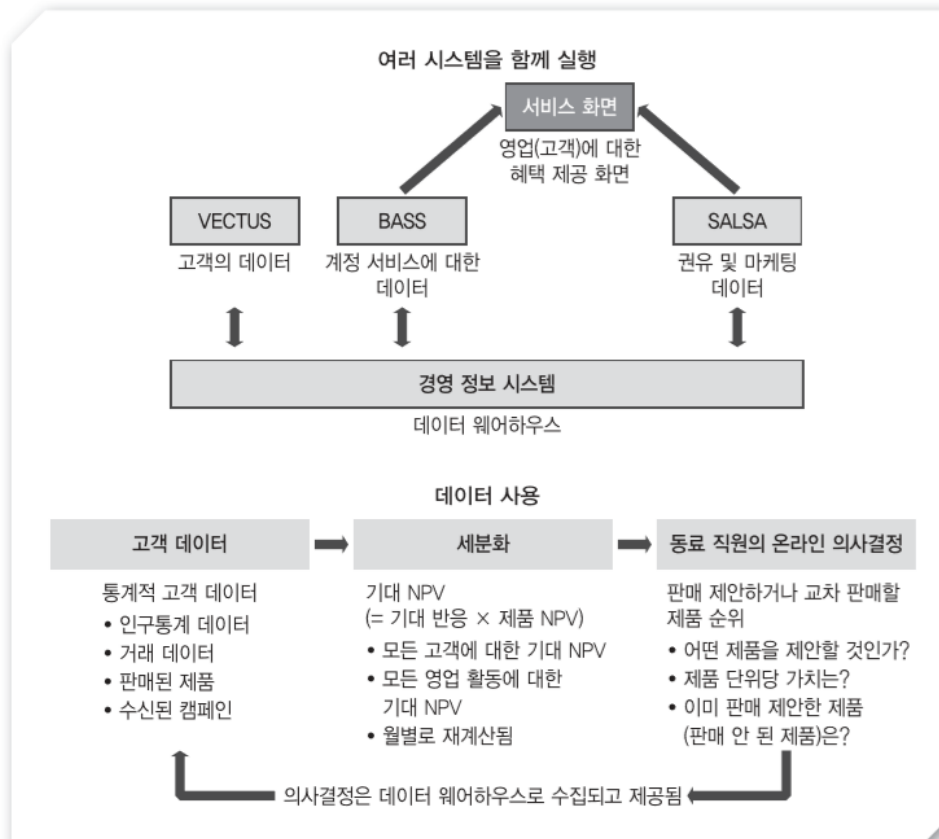 여러 시스템을 함께 실행
서비스 화면
영업(고객)에 대한
혜택 제공 화면
VECTUS
고객의 데이터
BASS
계정 서비스에 대한
데이터
SALSA
권유 및 마케팅
데이터
경영 정보 시스템
데이터 웨어하우스
데이터 사용
고객 데이터
통계적 고객 데이터
• 인구통계 데이터
• 거래 데이터
• 판매된 제품
• 수신된 캠페인
세분화
기대 NPV
(= 기대 반응 × 제품 NPV)
• 모든 고객에 대한 기대 NPV
• 모든 영업 활동에 대한
기대 NPV
• 월별로 재계산됨
동료 직원의 온라인 의사결정
판매 제안하거나 교차 판매할
제품 순위
• 어떤 제품을 제안할 것인가?
• 제품 단위당 가치는?
• 이미 판매 제안한 제품
(판매 안 된 제품)은?
의사결정은 데이터 웨어하우스로 수집되고 제공됨